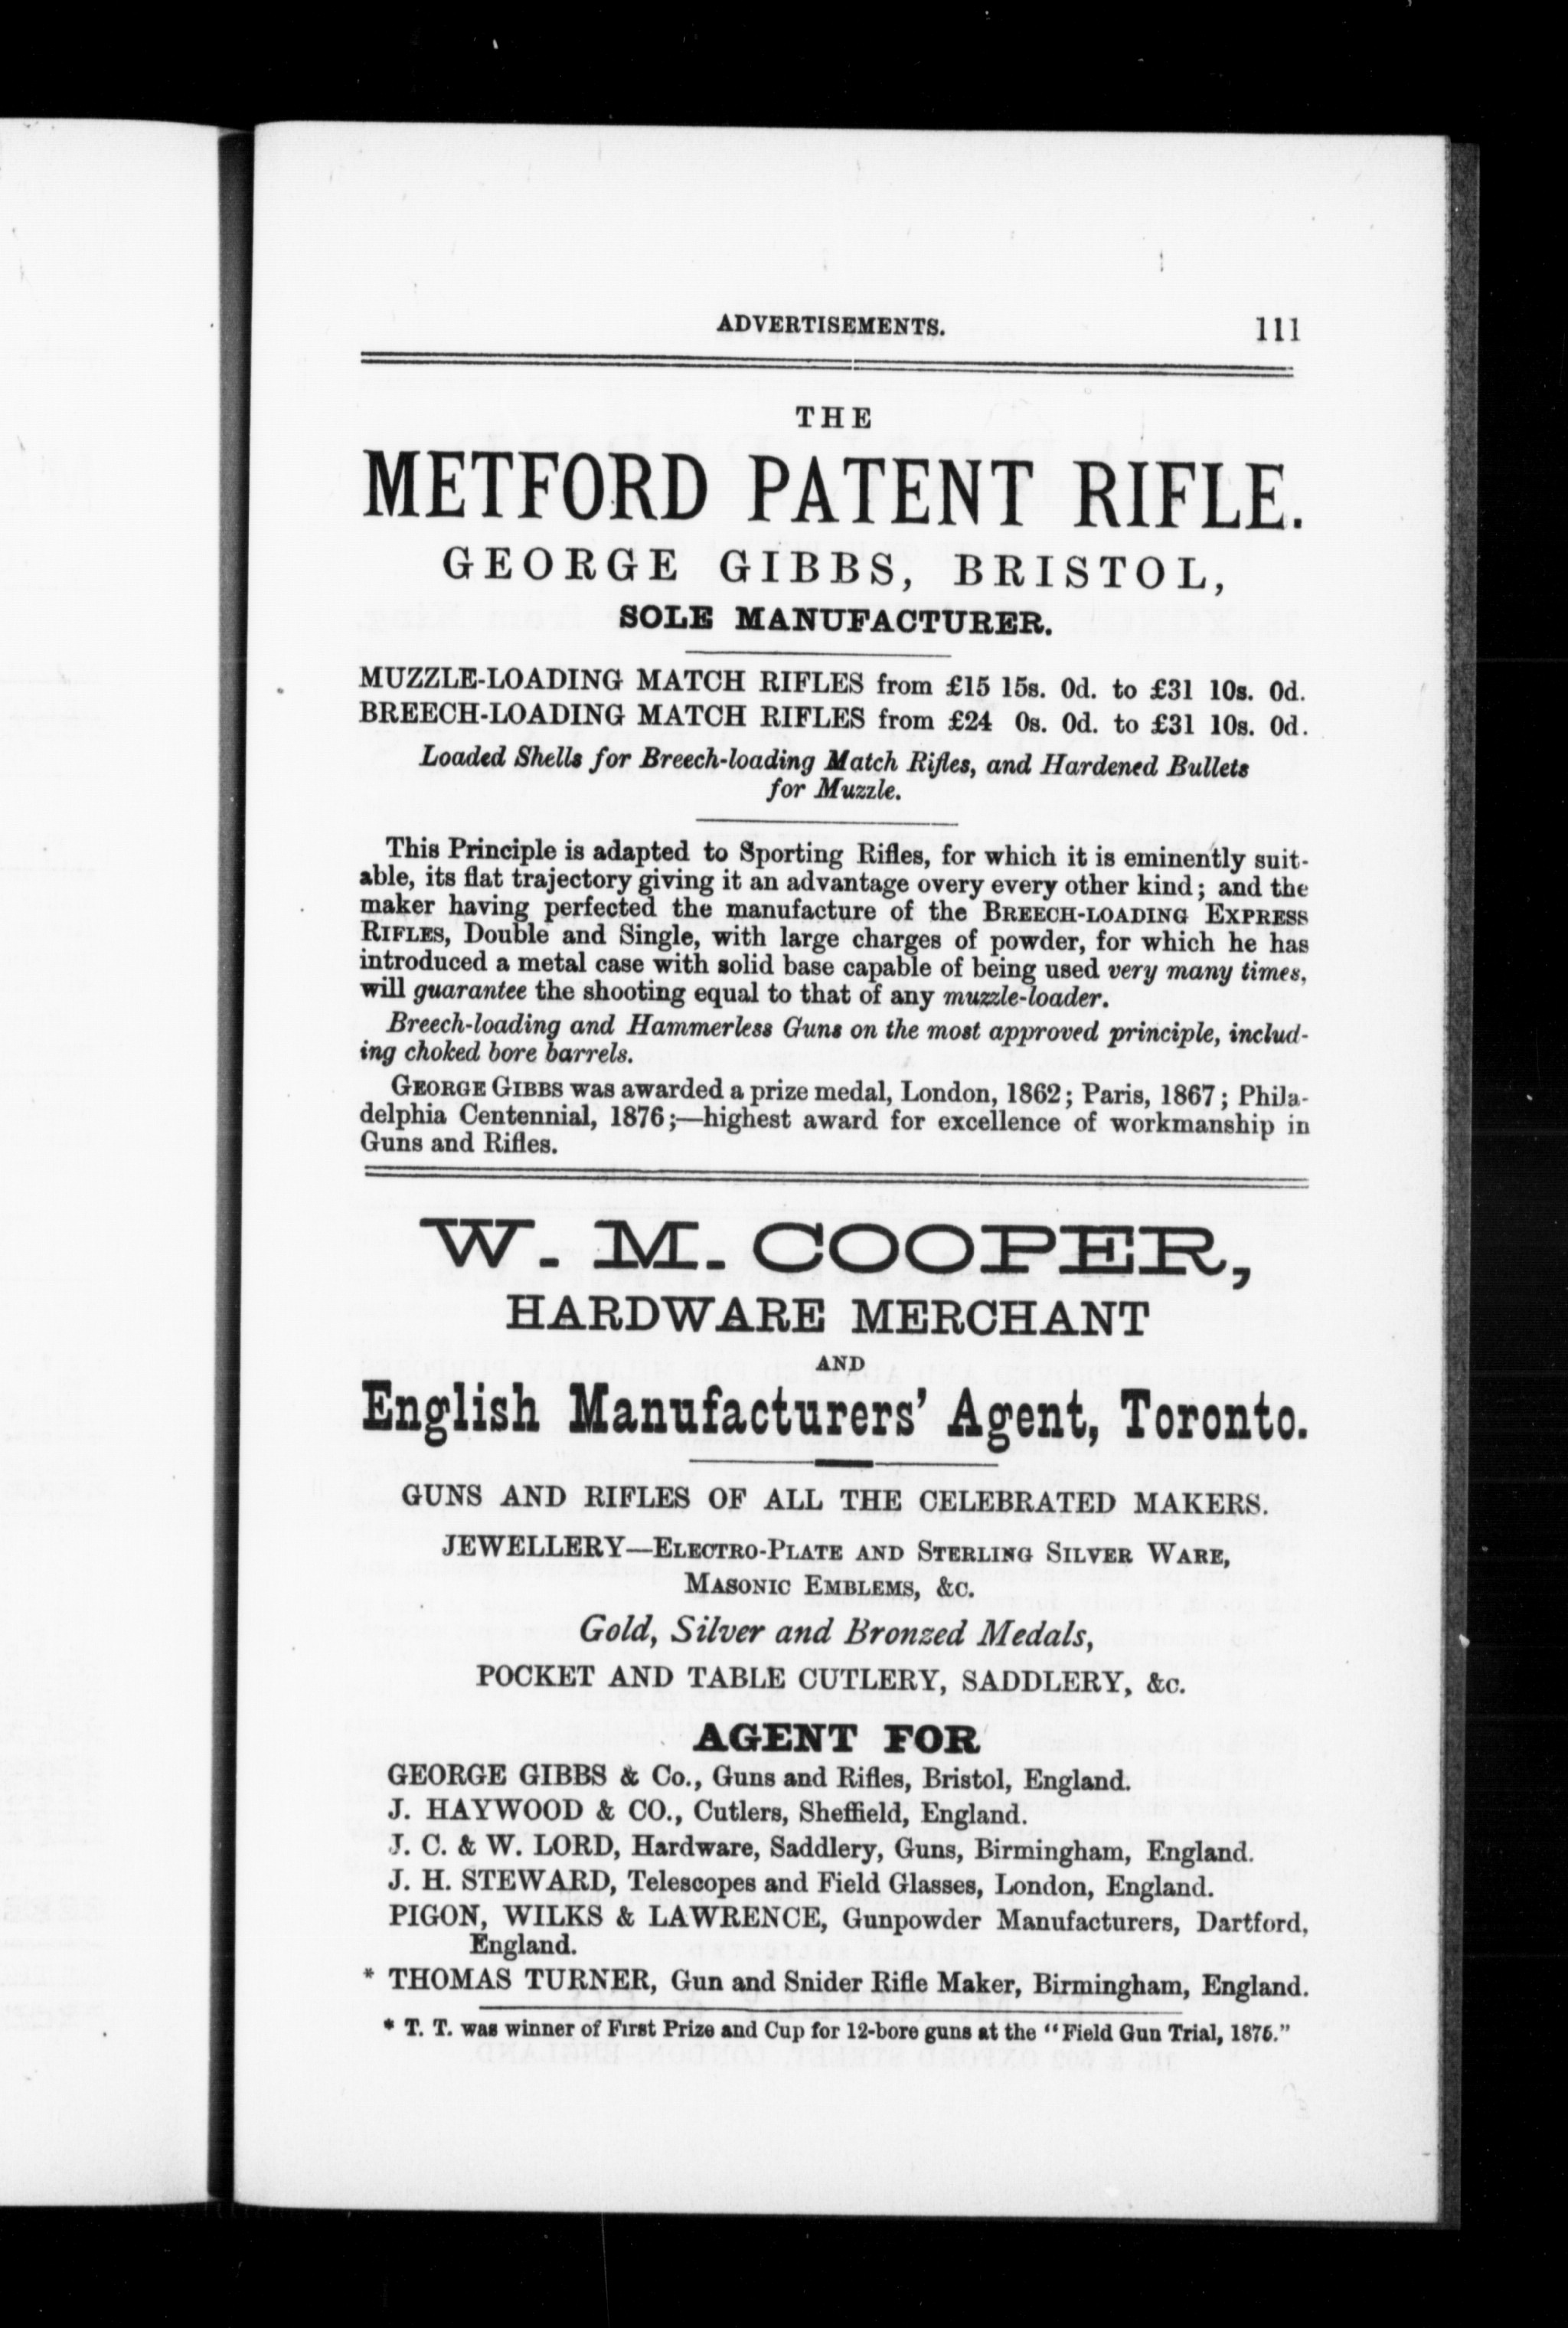 ADVERTISEMENTS. 111
THE
METFORD PATENT RIFLE.
GEORGE GIBBS, BRISTOL,
SOLE MANUFACTURER.
MUZZLE-LOADING MATCH RIFLES from £15 15s. 0d. to £31 10s. 0d.
BREECH-LOADING MATCH RIFLES from £24 0s. 0d. to £31 10s. 0d.
Loaded Shells for Breech-loading Match Rifles, and Hardened Bullets
for Muzzle.
This Principle is adapted to Sporting Rifles, for which it is eminently suit-
able, its flat trajectory giving it an advantage overy every other kind; and the
maker having perfected the manufacture of the BREECH-LOADING EXPRESS
RIFLES, Double and Single, with large charges of powder, for which he has
introduced a metal case with solid base capable of being used very many times,
will guarantee the shooting equal to that of any muzzle-loader.
Breech-loading and Hammerless Guns on the most approved principle, includ-
ing choked bore barrels.
GEORGE GIBBS was awarded a prize medal, London, 1862; Paris, 1867; Phila-
delphia Centennial, 1876;—highest award for excellence of workmanship in
Guns and Rifles.
W. M. COOPER,
HARDWARE MERCHANT
AND
English Manufacturers' Agent, Toronto.
GUNS AND RIFLES OF ALL THE CELEBRATED MAKERS.
JEWELLERY—ELECTRO-PLATE AND STERLING SILVER WARE,
MASONIC EMBLEMS, &C.
Gold, Silver and Bronzed Medals,
POCKET AND TABLE CUTLERY, SADDLERY, &c.
AGENT FOR
GEORGE GIBBS & Co., Guns and Rifles, Bristol, England.
J. HAYWOOD & CO., Cutlers, Sheffield, England.
J. C. & W. LORD, Hardware, Saddlery, Guns, Birmingham, England.
J. H. STEWARD, Telescopes and Field Glasses, London, England.
PIGON, WILKS & LAWRENCE, Gunpowder Manufacturers, Dartford,
England.
* THOMAS TURNER, Gun and Snider Rifle Maker, Birmingham, England.
* T. T. was winner of First Prize and Cup for 12-bore guns at the "Field Gun Trial, 1876."